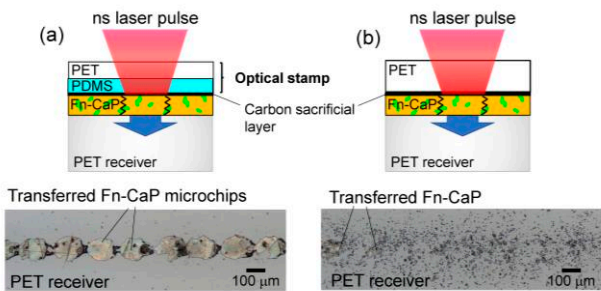 ns laser pulse
(a)
PET
PDMS
Optical stamp
Fn-CaP
Carbon sacrificial
layer
PET receiver
Transferred Fn-CaP microchips
PET receiver
100 μm
ns laser pulse
(b)
PET
Fn-CaP
PET receiver
Transferred Fn-CaP
PET receiver
100 μm